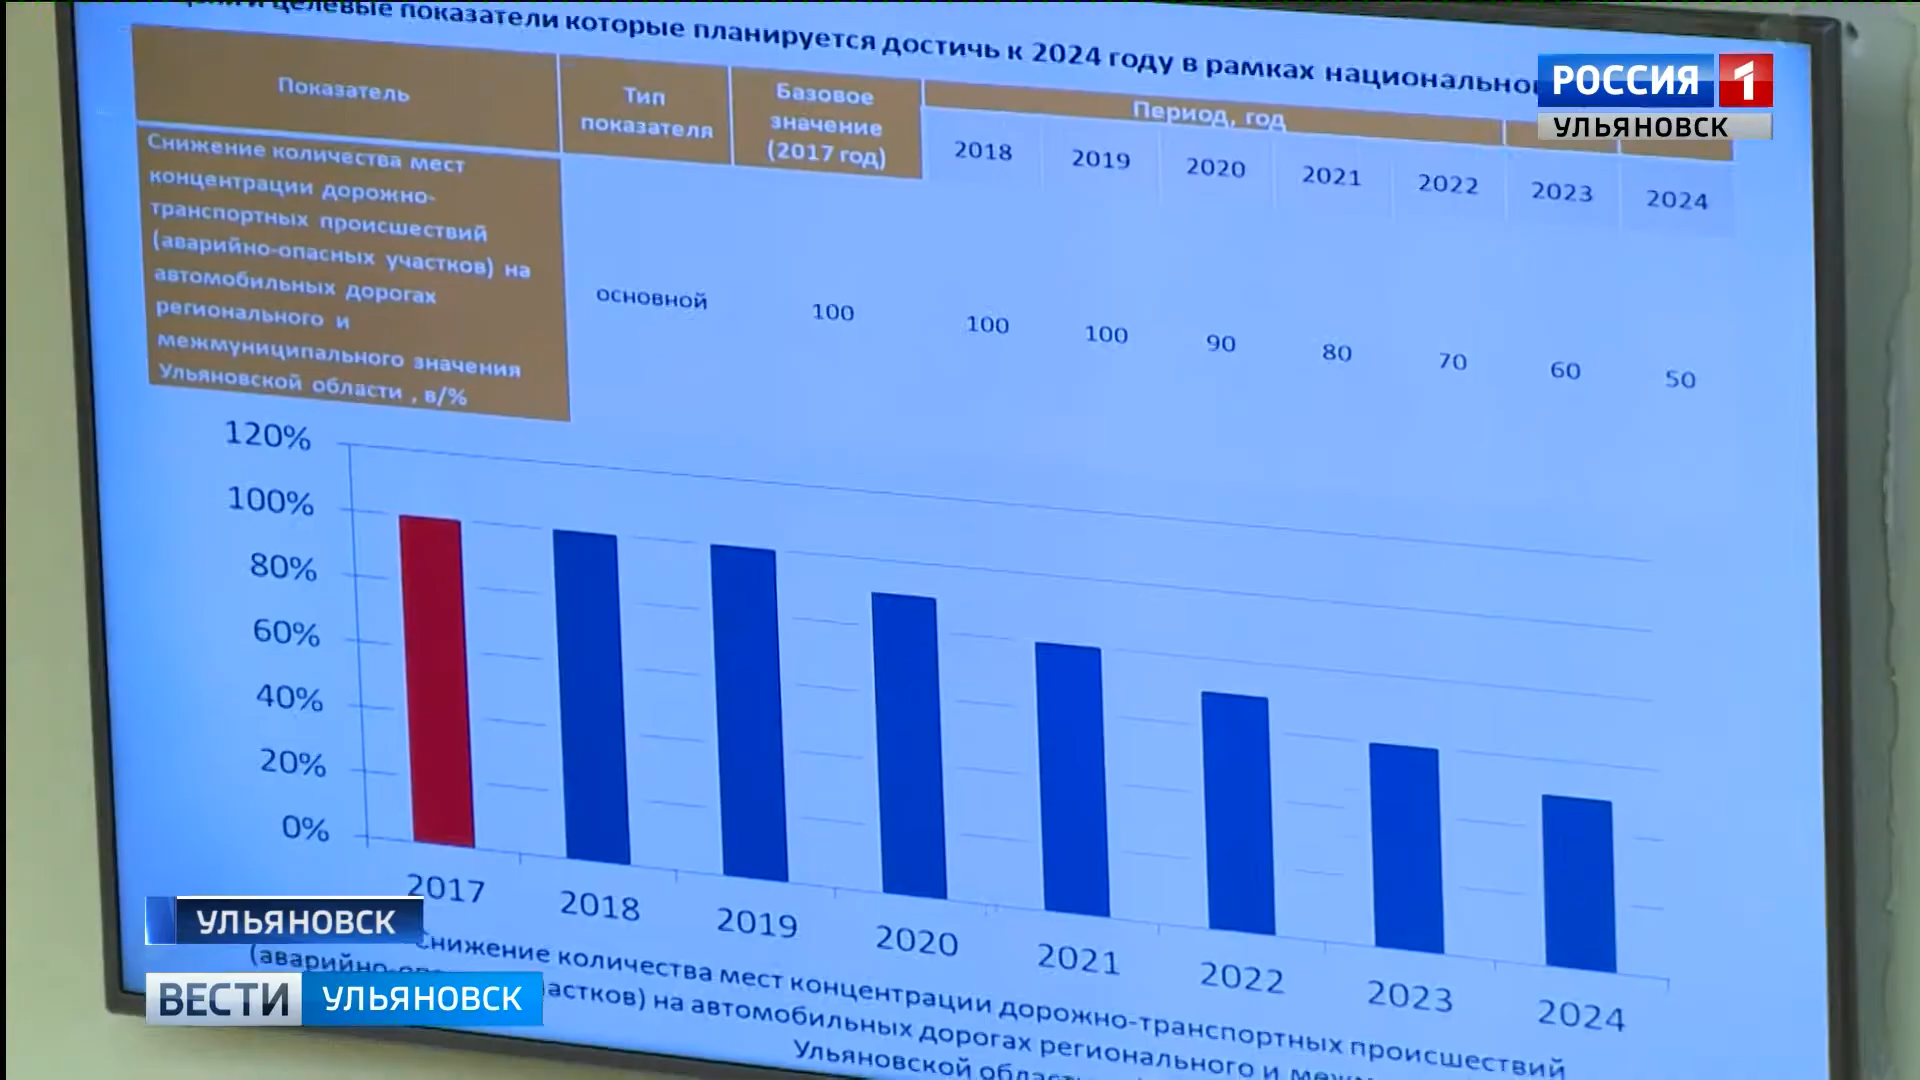 и целевые показатели которые планируется достичь к 2024 году в рамках
РОССИЯ 1
УЛЬЯНОВСК
Показатель
Тип
показателя
Базовое
значение
(2017 год)
Период, год
2018 2019 2020 2021 2022 2023 2024
Снижение количества мест
концентрации дорожно-
транспортных происшествий
(аварийно-опасных участков) на
автомобильных дорогах
регионального и
межмуниципального значения
Ульяновской области , в/%
основной 100 100 100 90 80 70 60 50
120%
100%
80%
60%
40%
20%
0%
2017 2018 2019 2020 2021 2022 2023 2024
Снижение количества мест концентрации дорожно-транспортных происшествий
на автомобильных дорогах регионального и
Ульяновской
УЛЬЯНОВСК
ВЕСТИ УЛЬЯНОВСК